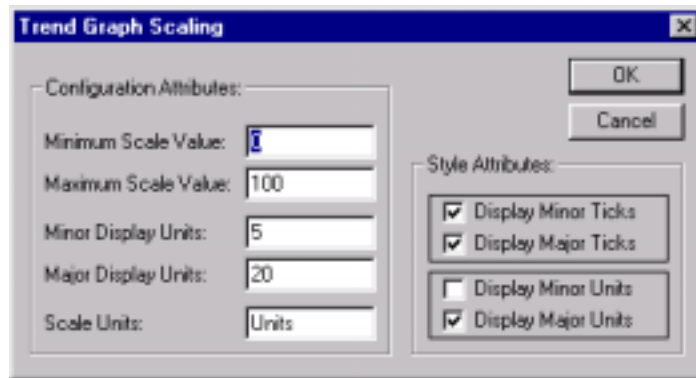 Trend Graph Scaling
Configuration Attributes:
Minimum Scale Value: 0
Maximum Scale Value: 100
Minor Display Units: 5
Major Display Units: 20
Scale Units: Units
OK
Cancel
Style Attributes:
Display Minor Ticks
Display Major Ticks
Display Minor Units
Display Major Units